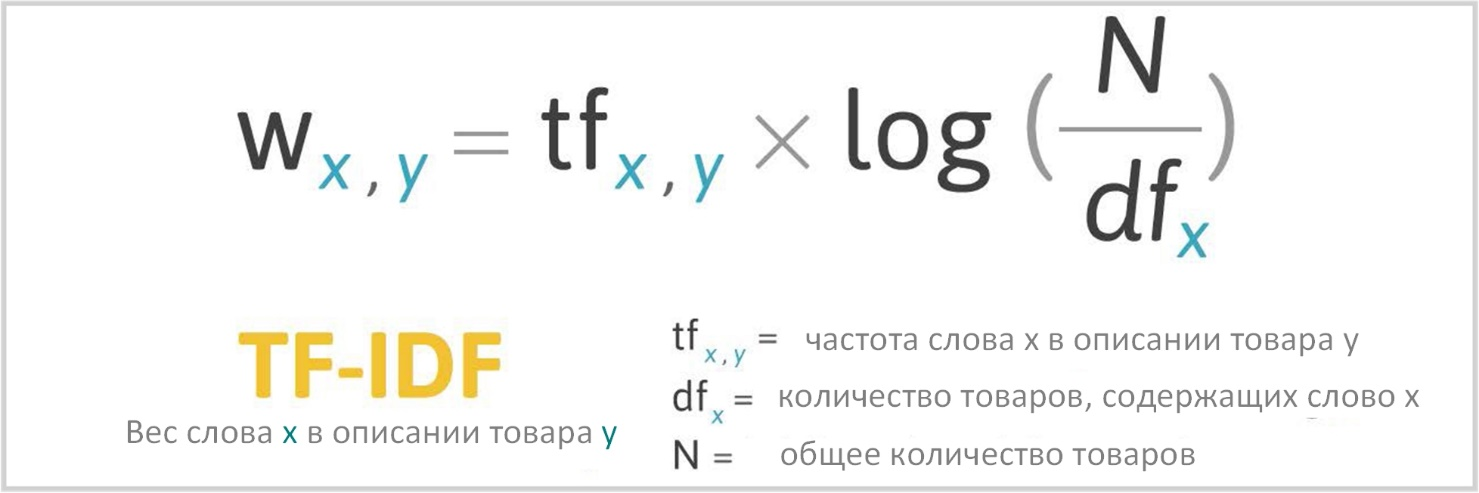 w x , y = tf x , y × log ( N / df x )
TF-IDF
Вес слова x в описании товара y
tf x , y = частота слова x в описании товара y
df x = количество товаров, содержащих слово x
N = общее количество товаров